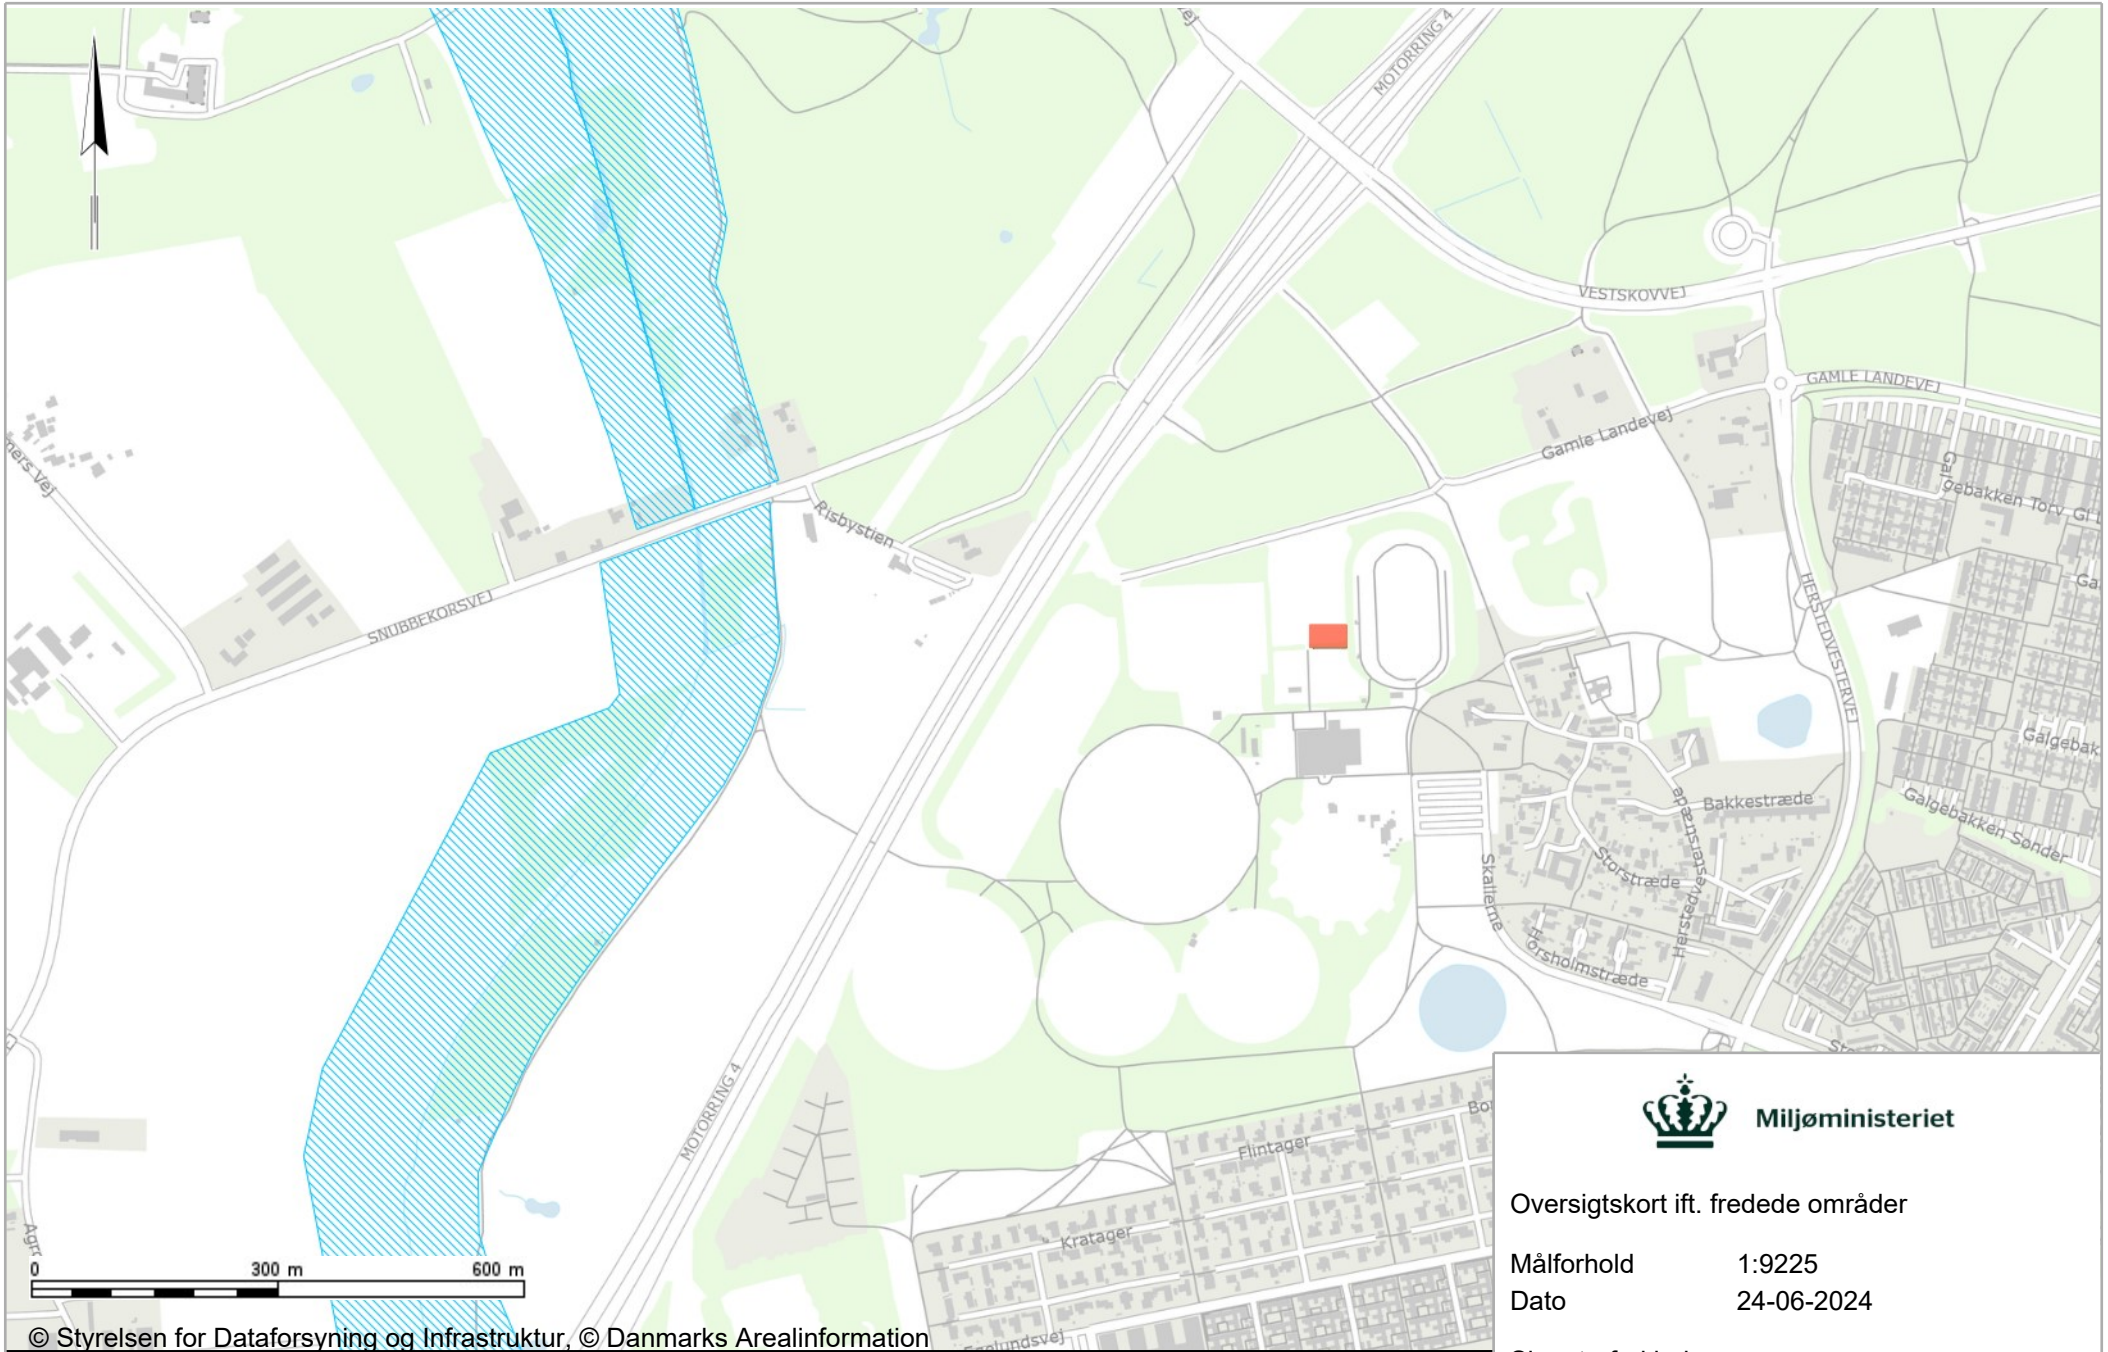 MOTORRING 4
VESTSKOVVEJ
GAMLE LANDEVEJ
Gamle Landevej
Galgebakken Torv
Risbystien
SNUBBEKORSVEJ
HERSTEDVESTERVEJ
Bakkestræde
Galgebakken Sønder
Storstræde
Herstedvesterstræde
Skallerne
Torsholmstræde
MOTORRING 4
Flintager
Kratager
0 300 m 600 m
© Styrelsen for Dataforsyning og Infrastruktur, © Danmarks Arealinformation
Miljøministeriet
Oversigtskort ift. fredede områder
Målforhold 1:9225
Dato 24-06-2024